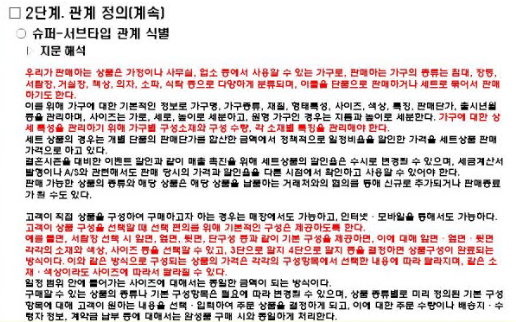 □ 2단계. 관계 정의(계속)
○ 슈퍼-서브타입 관계 식별
지문 해석
우리가 판매하는 상품은 가정이나 사무실, 업소 등에서 사용할 수 있는 가구로, 판매하는 가구의 종류는 침대, 장롱,
서랍장, 거실장, 책상, 의자, 소파, 식탁 등으로 다양하게 분류되며, 이들을 단품으로 판매하거나 세트로 묶어서 판매
하기도 한다.
이를 위해 가구에 대한 기본적인 정보로 가구명, 가구종류, 재질, 형태특성, 사이즈, 색상, 특징, 판매단가, 출시년월
등을 관리하며, 사이즈는 가로, 세로, 높이로 세분하고, 원형 가구인 경우는 지름과 높이로 세분한다. 가구에 대한 상
세 특성을 관리하기 위해 가구별 구성소재와 구성 수량, 각 소재별 특징을 관리해야 한다.
세트 상품의 경우는 개별 단품의 판매단가를 합산한 금액에서 정책적으로 일정비율을 할인한 가격을 세트상품 판매
가격으로 하고 있다.
결혼시즌을 대비한 이벤트 할인과 같이 매출 촉진을 위해 세트상품의 할인율은 수시로 변경될 수 있으며, 세금계산서
발행이나 A/S와 관련해서도 판매 당시의 가격과 할인율을 다른 시점에서 확인하고 사용할 수 있어야 한다.
판매 가능한 상품의 종류와 해당 상품은 해당 상품을 납품하는 거래처와의 협의를 통해 신규로 추가되거나 판매종료
가 될 수도 있다.
고객이 직접 상품을 구성하여 구매하고자 하는 경우는 매장에서도 가능하고, 인터넷·모바일을 통해서도 가능하다.
고객이 상품 구성을 선택할 때 선택 편의를 위해 기본적인 구성은 제공하도록 한다.
예를 들면, 서랍장 선택 시 앞면, 옆면, 뒷면, 단구성 등과 같이 기본 구성을 제공하면, 이에 대해 앞면·옆면·뒷면
각각의 소재와 색상, 사이즈 등을 선택할 수 있고, 3단으로 할지 4단으로 할지 등을 결정하면 상품구성이 완료되는
방식이다. 이와 같은 방식으로 구성되는 상품의 가격은 각각의 구성항목에서 선택한 내용에 따라 달라지며, 같은 소
재·색상이라도 사이즈에 따라서 달라질 수 있다.
일정 범위 안에 들어가는 사이즈에 대해서는 동일한 금액이 되는 방식이다.
구매할 수 있는 상품의 종류나 기본 구성항목은 필요에 따라 변경될 수 있으며, 상품 종류별로 미리 정의된 기본 구성
항목에 대해 고객이 원하는 내용을 선택·입력하여 주문 상품을 결정하게 되고, 이에 대한 주문 수량이나 배송지·수
령자 정보, 계약금 납부 등에 대해서는 완성품 구매 시와 동일하게 처리한다.